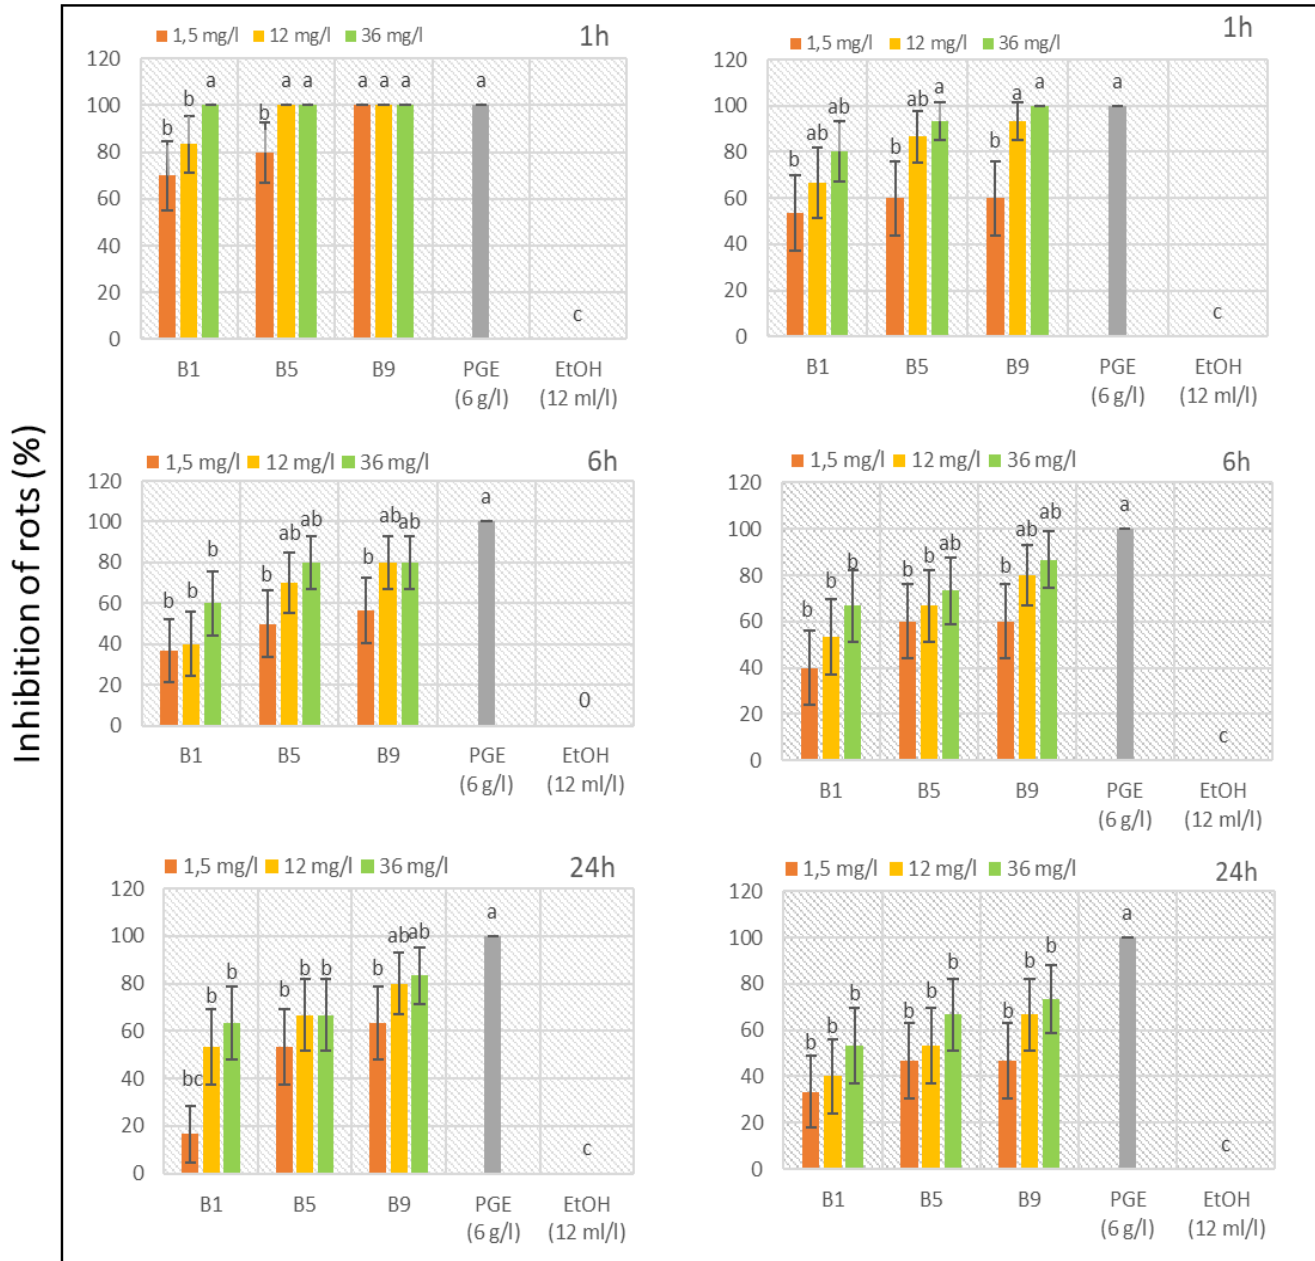 Inhibition of rots (%)
1,5 mg/l 12 mg/l 36 mg/l 1h
120
100
80
60
40
20
0
b b a b a a a a a a c
B1 B5 B9 PGE EtOH
(6 g/l) (12 ml/l)
1,5 mg/l 12 mg/l 36 mg/l 1h
120
100
80
60
40
20
0
b ab ab b ab a b a a a c
B1 B5 B9 PGE EtOH
(6 g/l) (12 ml/l)
1,5 mg/l 12 mg/l 36 mg/l 6h
120
100
80
60
40
20
0
b b b b ab ab b ab ab a 0
B1 B5 B9 PGE EtOH
(6 g/l) (12 ml/l)
1,5 mg/l 12 mg/l 36 mg/l 6h
120
100
80
60
40
20
0
b b b b b ab b ab ab a c
B1 B5 B9 PGE EtOH
(6 g/l) (12 ml/l)
1,5 mg/l 12 mg/l 36 mg/l 24h
120
100
80
60
40
20
0
bc b b b b b b ab ab a c
B1 B5 B9 PGE EtOH
(6 g/l) (12 ml/l)
1,5 mg/l 12 mg/l 36 mg/l 24h
120
100
80
60
40
20
0
b b b b b b b b b a c
B1 B5 B9 PGE EtOH
(6 g/l) (12 ml/l)